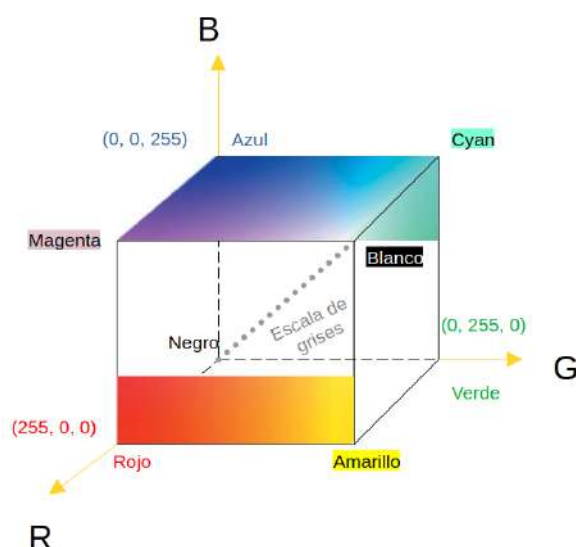 B
(0, 0, 255)
Azul
Cyan
Magenta
Blanco
Escala de
grises
Negro
(0, 255, 0)
G
Verde
(255, 0, 0)
Rojo
Amarillo
R